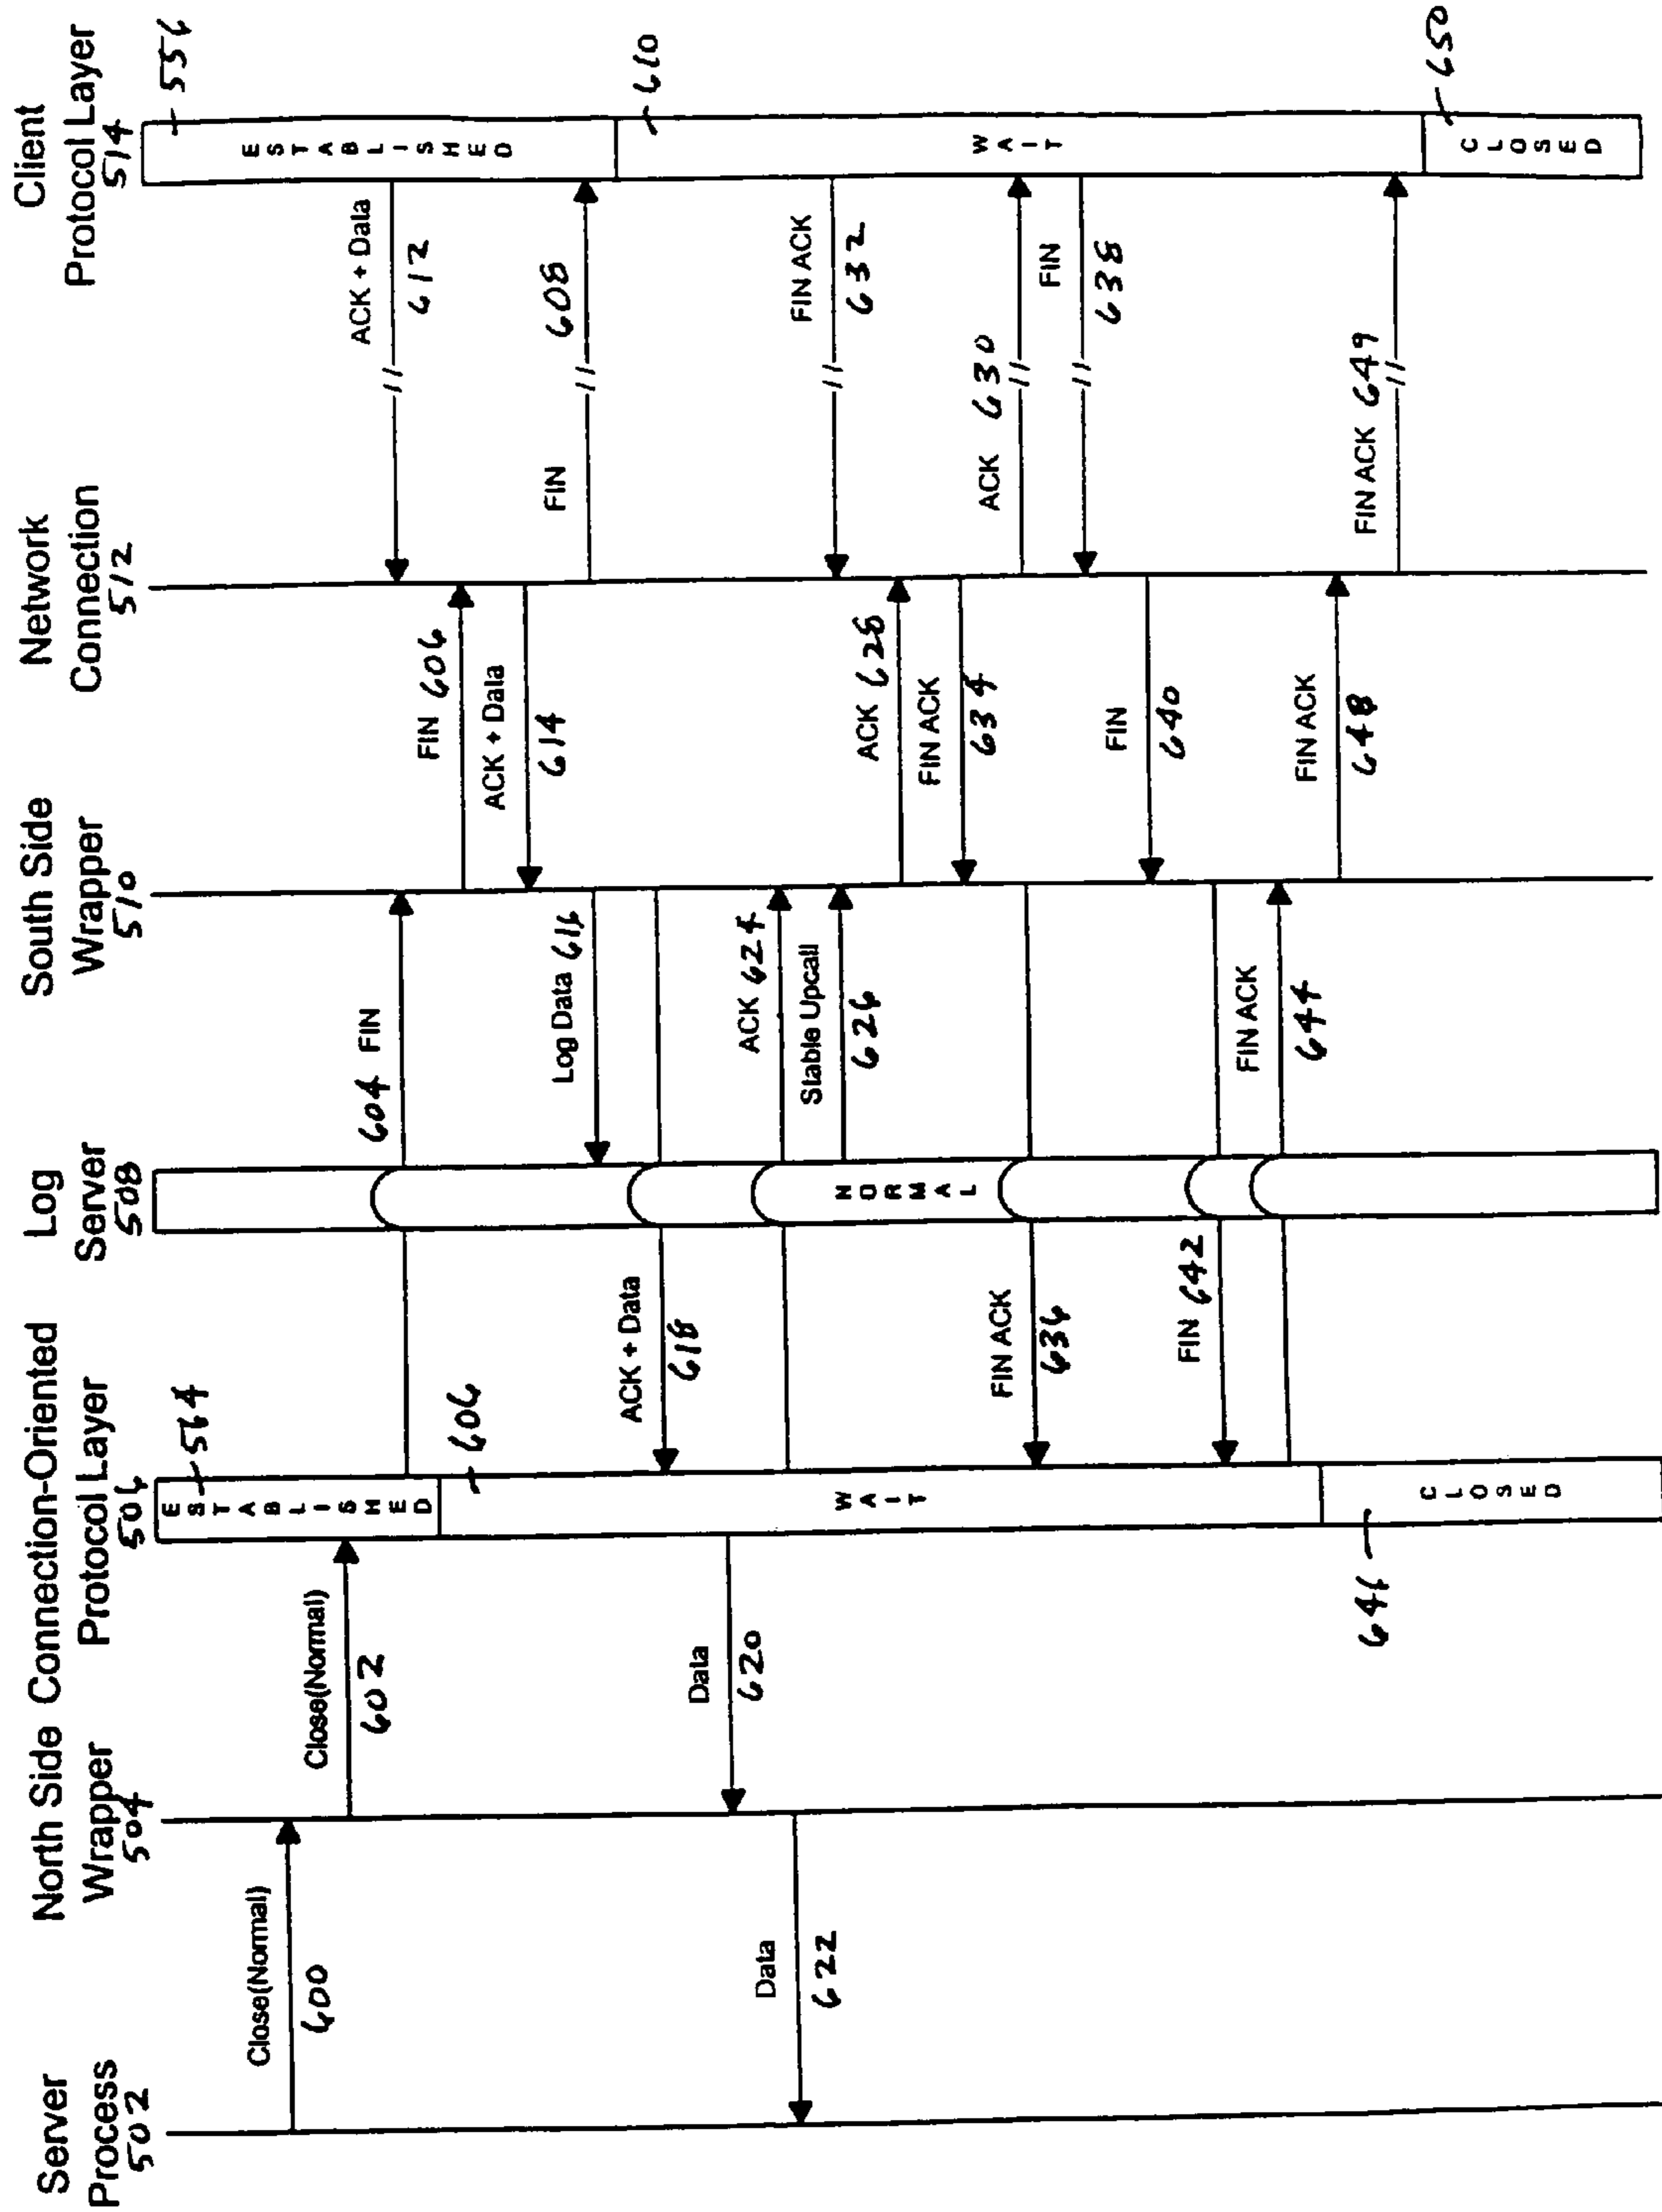 Server
Process
502
North Side
Wrapper
504
Connection-Oriented
Protocol Layer
506
Log
Server
508
South Side
Wrapper
510
Network
Connection
512
Client
Protocol Layer
514
Close(Normal)
600
Close(Normal)
602
ESTABLISHED
564
606
WAIT
CLOSED
646
604 FIN
FIN 606
ACK + Data
612
ACK + Data
614
FIN 608
Log Data 616
ACK + Data
618
Data
620
Data
622
ACK 624
Stable Upcall
626
NORMAL
ACK 628
ACK 630
FIN ACK
632
FIN ACK
634
FIN ACK
636
FIN
638
FIN
640
FIN 642
FIN ACK
644
FIN ACK
648
FIN ACK 649
ESTABLISHED
556
WAIT
610
CLOSED
650